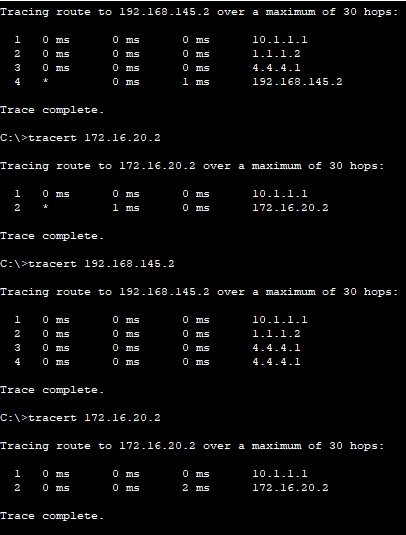 Tracing route to 192.168.145.2 over a maximum of 30 hops:
1 0 ms 0 ms 0 ms 10.1.1.1
2 0 ms 0 ms 0 ms 1.1.1.2
3 0 ms 0 ms 0 ms 4.4.4.1
4 * 0 ms 1 ms 192.168.145.2
Trace complete.
C:\>tracert 172.16.20.2
Tracing route to 172.16.20.2 over a maximum of 30 hops:
1 0 ms 0 ms 0 ms 10.1.1.1
2 * 1 ms 0 ms 172.16.20.2
Trace complete.
C:\>tracert 192.168.145.2
Tracing route to 192.168.145.2 over a maximum of 30 hops:
1 0 ms 0 ms 0 ms 10.1.1.1
2 0 ms 0 ms 0 ms 1.1.1.2
3 0 ms 0 ms 0 ms 4.4.4.1
4 0 ms 0 ms 0 ms 4.4.4.1
Trace complete.
C:\>tracert 172.16.20.2
Tracing route to 172.16.20.2 over a maximum of 30 hops:
1 0 ms 0 ms 0 ms 10.1.1.1
2 0 ms 0 ms 2 ms 172.16.20.2
Trace complete.